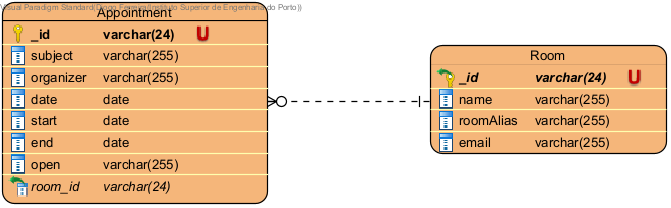 Visual Paradigm Standard(Diogo Ferreira(Instituto Superior de Engenharia do Porto))
Appointment
_id varchar(24) U
subject varchar(255)
organizer varchar(255)
date date
start date
end date
open varchar(255)
room_id varchar(24)
Room
_id varchar(24) U
name varchar(255)
roomAlias varchar(255)
email varchar(255)